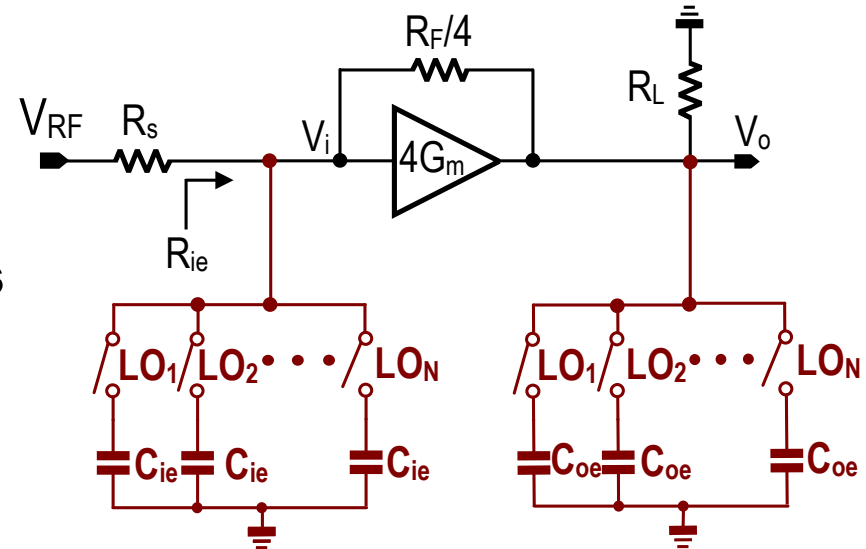 R_F/4
R_L
V_RF R_s V_i 4G_m V_o
R_ie
s
LO_1 LO_2 • • • LO_N LO_1 LO_2 • • • LO_N
C_ie C_ie C_ie C_oe C_oe C_oe